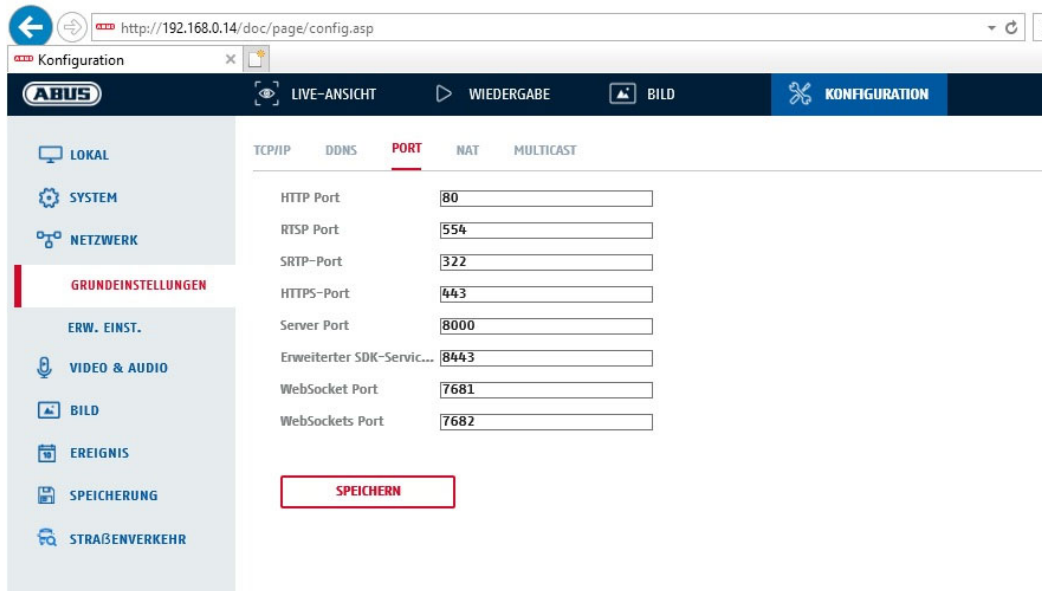 http://192.168.0.14/doc/page/config.asp
Konfiguration
ABUS LIVE-ANSICHT WIEDERGABE BILD KONFIGURATION
LOKAL
SYSTEM
NETZWERK
GRUNDEINSTELLUNGEN
ERW. EINST.
VIDEO & AUDIO
BILD
EREIGNIS
SPEICHERUNG
STRAßENVERKEHR
TCP/IP DDNS PORT NAT MULTICAST
HTTP Port 80
RTSP Port 554
SRTP-Port 322
HTTPS-Port 443
Server Port 8000
Erweiterter SDK-Servic... 8443
WebSocket Port 7681
WebSockets Port 7682
SPEICHERN